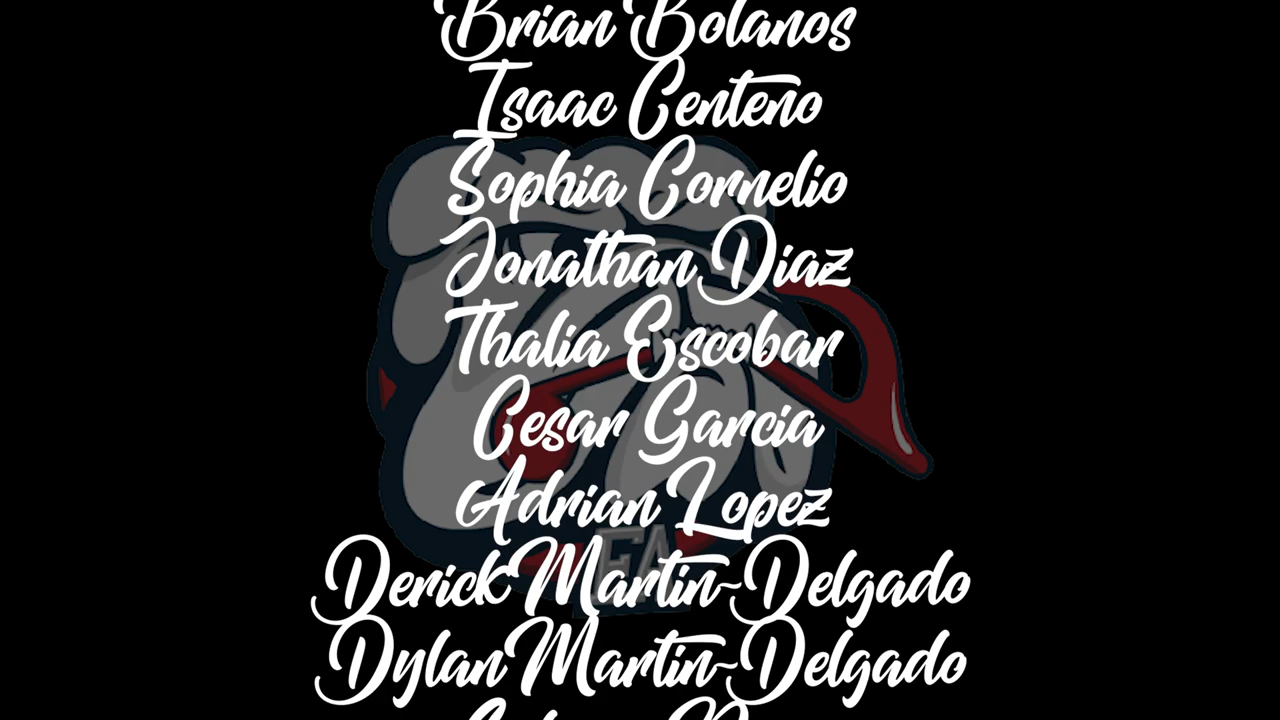 Brian Bolanos
Isaac Centeno
Sophia Cornelio
Jonathan Diaz
Thalia Escobar
Cesar Garcia
Adrian Lopez
EA
Derick Martin-Delgado
Dylan Martin-Delgado